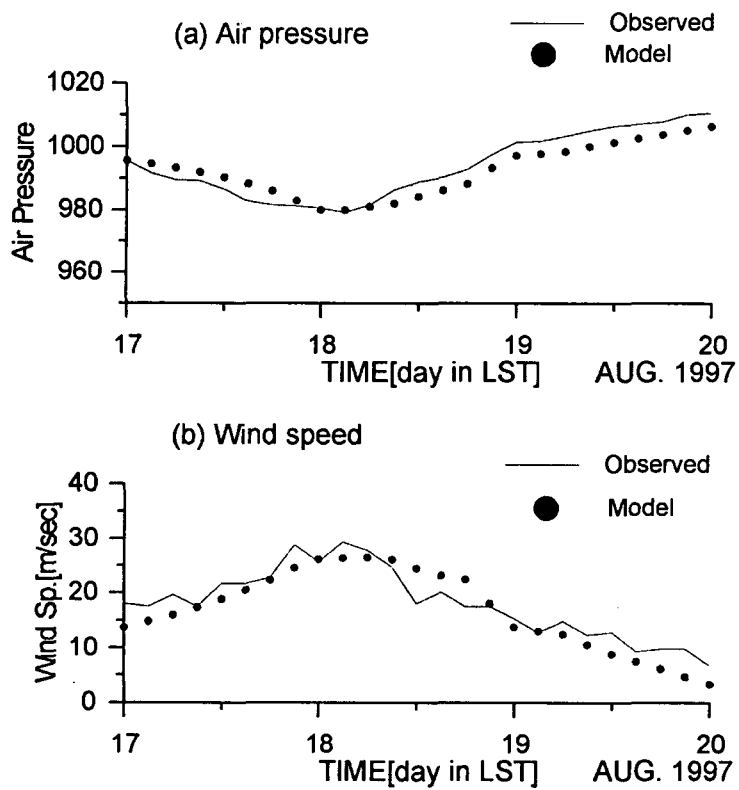 (a) Air pressure
Observed
Model
Air Pressure
1020
1000
980
960
17
18
19
20
TIME[day in LST]
AUG. 1997
(b) Wind speed
Observed
Model
Wind Sp.[m/sec]
40
30
20
10
0
17
18
19
20
TIME[day in LST]
AUG. 1997